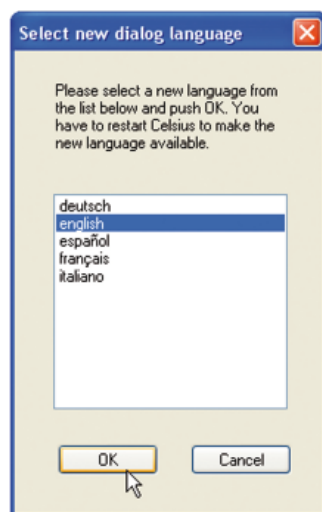 Select new dialog language
Please select a new language from
the list below and push OK. You
have to restart Celsius to make the
new language available.
deutsch
english
español
français
italiano
OK Cancel